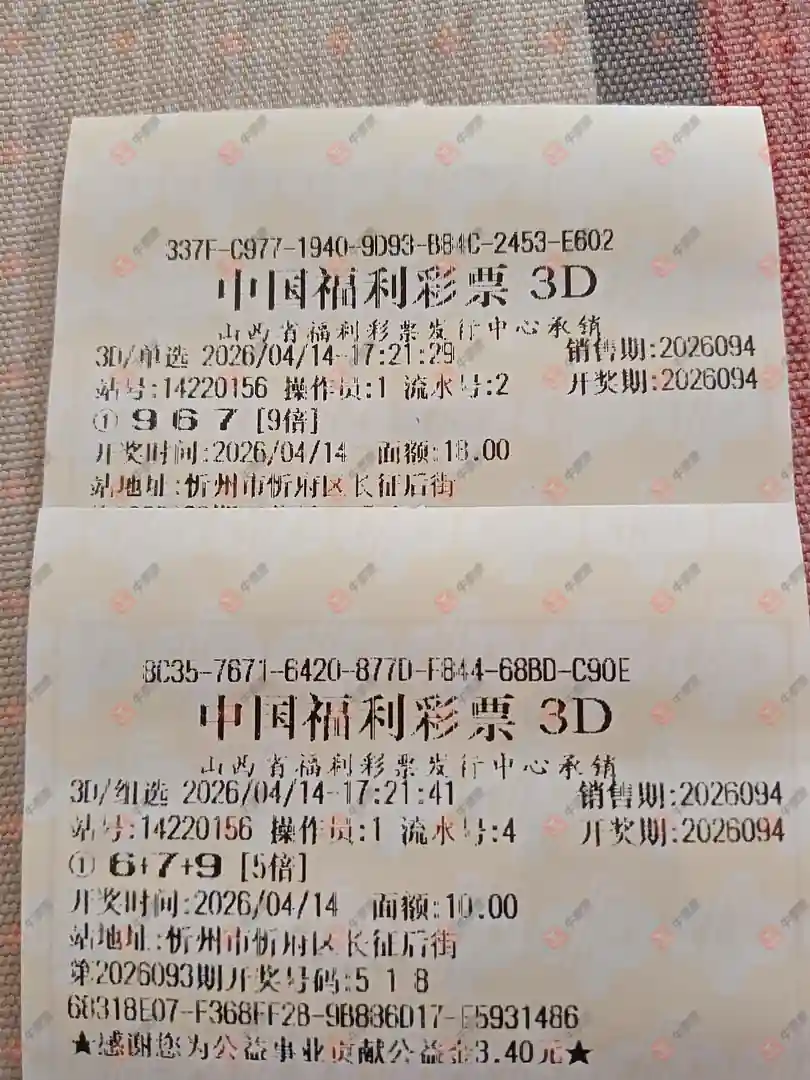 337F-C977-1940-9D93-B84C-2453-E602
中国福利彩票 3D
山西省福利彩票发行中心承销
3D/单选 2026/04/14-17:21:29 销售期:2026094
站号:14220156 操作员:1 流水号:2 开奖期:2026094
① 9 6 7 [9倍]
开奖时间:2026/04/14 面额:18.00
站地址:忻州市忻府区长征后街
8C35-7671-6420-877D-F844-68BD-C90E
中国福利彩票 3D
山西省福利彩票发行中心承销
3D/组选 2026/04/14-17:21:41 销售期:2026094
站号:14220156 操作员:1 流水号:4 开奖期:2026094
① 6+7+9 [5倍]
开奖时间:2026/04/14 面额:10.00
站地址:忻州市忻府区长征后街
第2026093期开奖号码:5 1 8
68318E07-F368FF28-9B886D17-E5931486
★感谢您为公益事业贡献公益金3.40元★